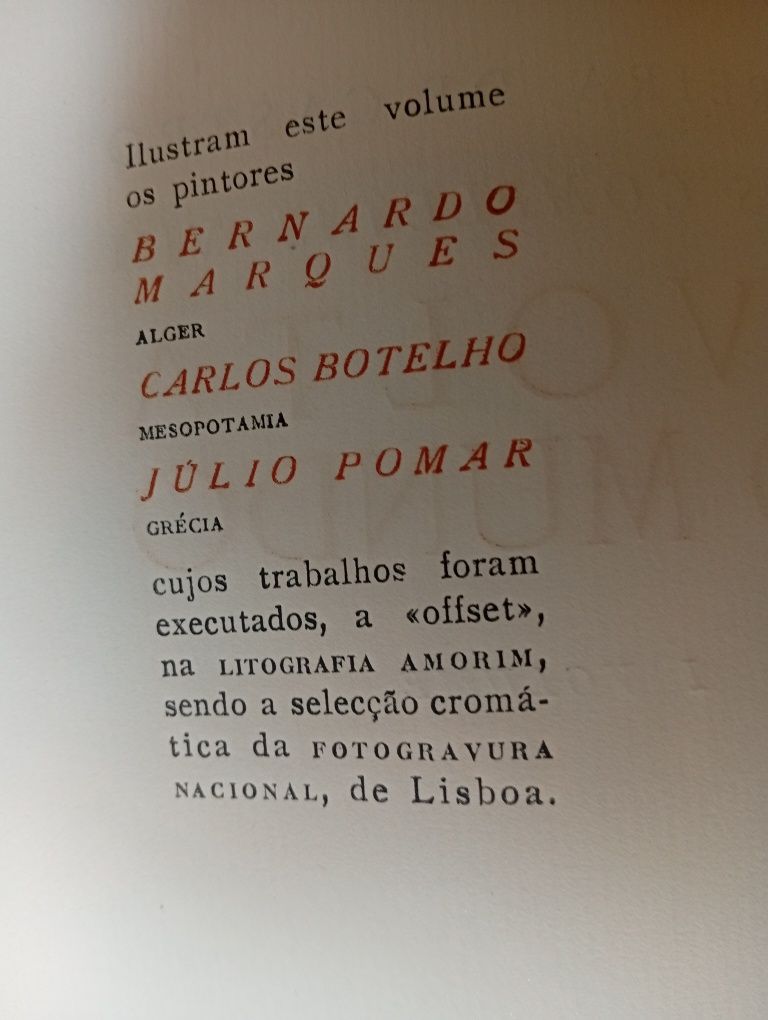 Ilustram este volume
os pintores
BERNARDO
MARQUES
ALGER
CARLOS BOTELHO
MESOPOTAMIA
JÚLIO POMAR
GRÉCIA
cujos trabalhos foram
executados, a «offset»,
na LITOGRAFIA AMORIM,
sendo a selecção cromá-
tica da FOTOGRAVURA
NACIONAL, de Lisboa.